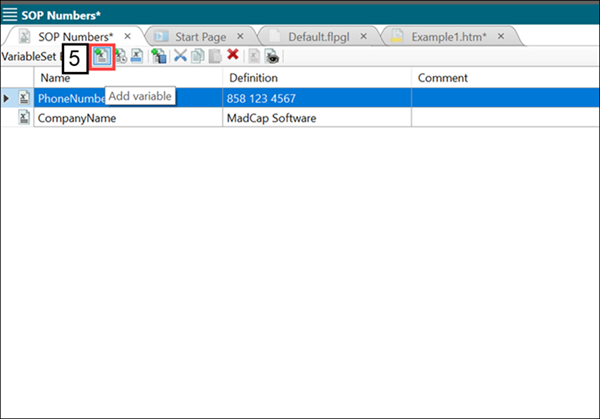 SOP Numbers*
SOP Numbers* Start Page Default.flpgl Example1.htm*
VariableSet 5
Name Definition Comment
PhoneNumbe Add variable 858 123 4567
CompanyName MadCap Software